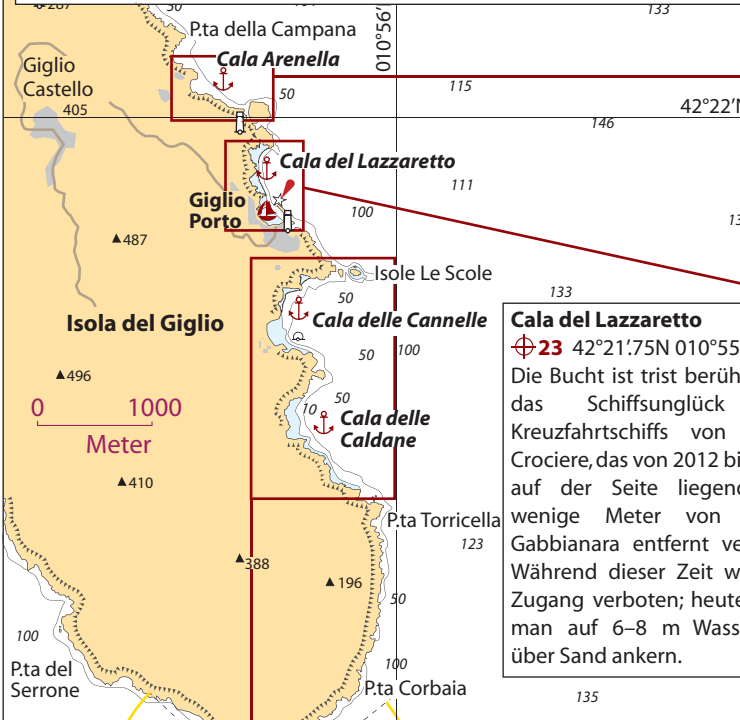 287
50
133
P.ta della Campana
010°56'
Cala Arenella
Giglio
Castello
405
50
115
42°22'N
146
Cala del Lazzaretto
111
Giglio
Porto
100
487
Isole Le Scole
133
50
Isola del Giglio
Cala delle Cannelle
50
100
496
50
10
Cala delle
Caldane
0 1000
Meter
410
P.ta Torricella
123
388
196
50
100
P.ta del
Serrone
100
P.ta Corbaia
135
Cala del Lazzaretto
23 42°21'.75N 010°55
Die Bucht ist trist berüh
das Schiffsunglück
Kreuzfahrtschiffs von
Crociere, das von 2012 bi
auf der Seite liegend
wenige Meter von
Gabbianara entfernt ve
Während dieser Zeit w
Zugang verboten; heute
man auf 6–8 m Wass
über Sand ankern.